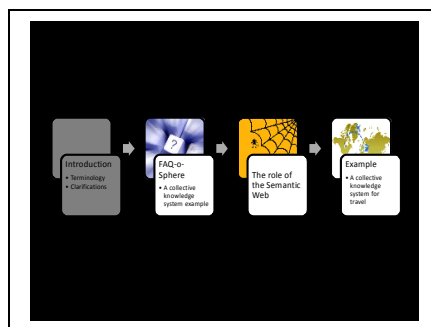 Introduction
• Terminology
• Clarifications
?
FAQ-o-
Sphere
• A collective
knowledge
system example
The role of
the Semantic
Web
Example
• A collective
knowledge
system for
travel